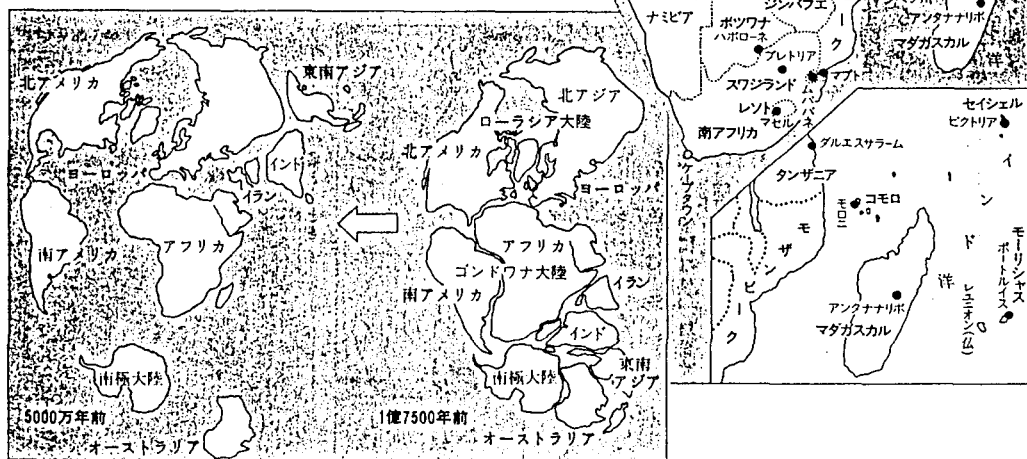 北アメリカ
東南アジア
ヨーロッパ
インド
イラン
南アメリカ
アフリカ
南極大陸
5000万年前
オーストラリア
北アジア
ローラシア大陸
北アメリカ
ヨーロッパ
アフリカ
ゴンドワナ大陸
南アメリカ
イラン
インド
南極大陸
東南
アジア
1億7500年前
オーストラリア
ナミビア
ジンバブエ
ボツワナ
ハボローネ
プレトリア
スワジランド
ムババーネ
マプト
レソト
マセル
南アフリカ
ケープタウン
アンタナナリボ
マダガスカル
洋
ダルエスサラーム
タンザニア
モロニ
コモロ
モザンビーク
アンタナナリボ
マダガスカル
セイシェル
ビクトリア
インド洋
モーリシャス
ポートルイス
レユニオン(仏)